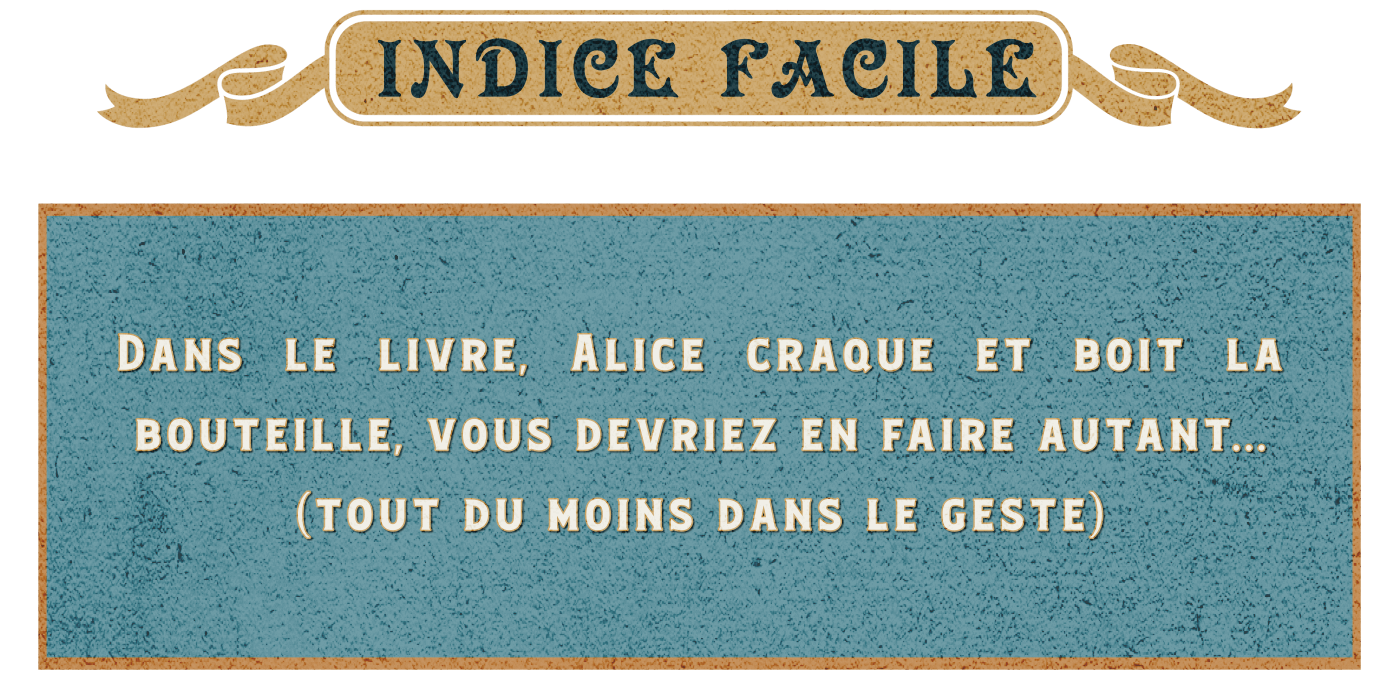 INDICE FACILE
Dans le livre, Alice craque et boit la
bouteille, vous devriez en faire autant...
(tout du moins dans le geste)